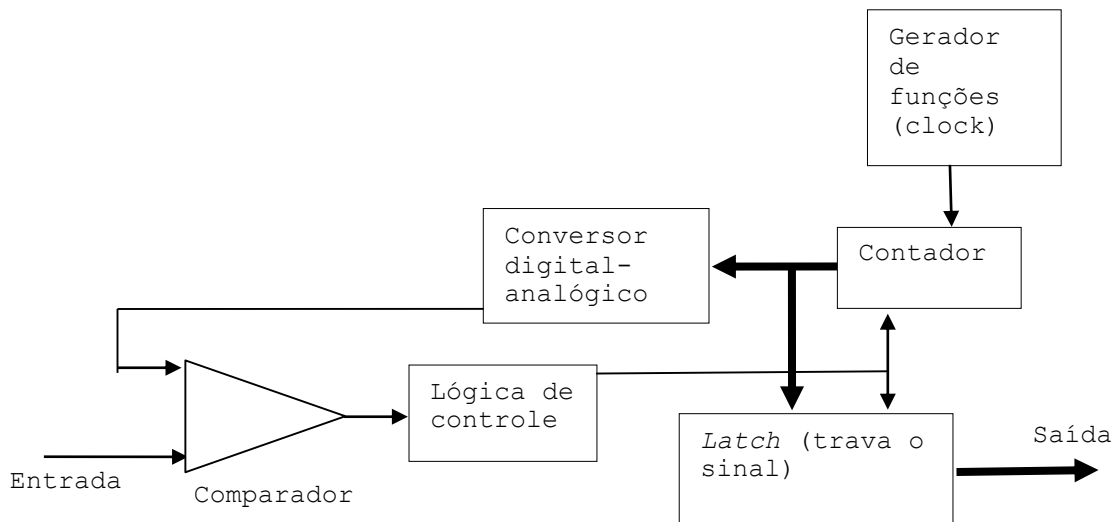 Gerador
de
funções
(clock)
Conversor
digital-
analógico
Contador
Lógica de
controle
Latch (trava o
sinal)
Saída
Entrada
Comparador